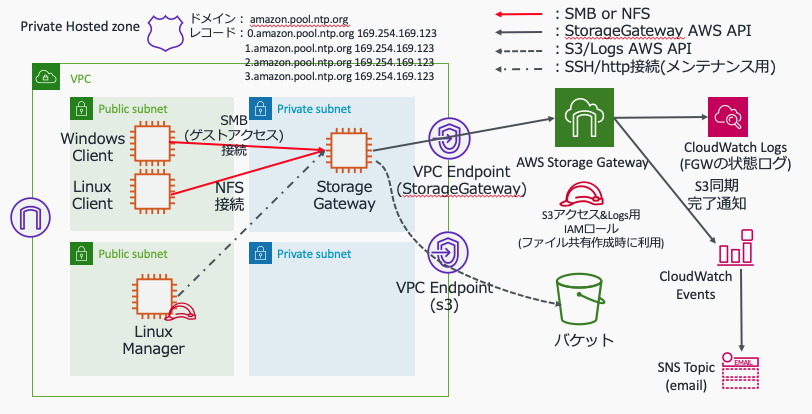 Private Hosted zone
ドメイン： amazon.pool.ntp.org
レコード：0.amazon.pool.ntp.org 169.254.169.123
1.amazon.pool.ntp.org 169.254.169.123
2.amazon.pool.ntp.org 169.254.169.123
3.amazon.pool.ntp.org 169.254.169.123
：SMB or NFS
：StorageGateway AWS API
：S3/Logs AWS API
：SSH/http接続(メンテナンス用)
VPC
Public subnet
Private subnet
Windows
Client
SMB
(ゲストアクセス)
接続
Linux
Client
NFS
接続
Storage
Gateway
VPC Endpoint
(StorageGateway)
AWS Storage Gateway
CloudWatch Logs
(FGWの状態ログ)
S3同期
完了通知
S3アクセス&Logs用
IAMロール
(ファイル共有作成時に利用)
Public subnet
Private subnet
Linux
Manager
VPC Endpoint
(s3)
バケット
CloudWatch
Events
SNS Topic
(email)
EMAIL